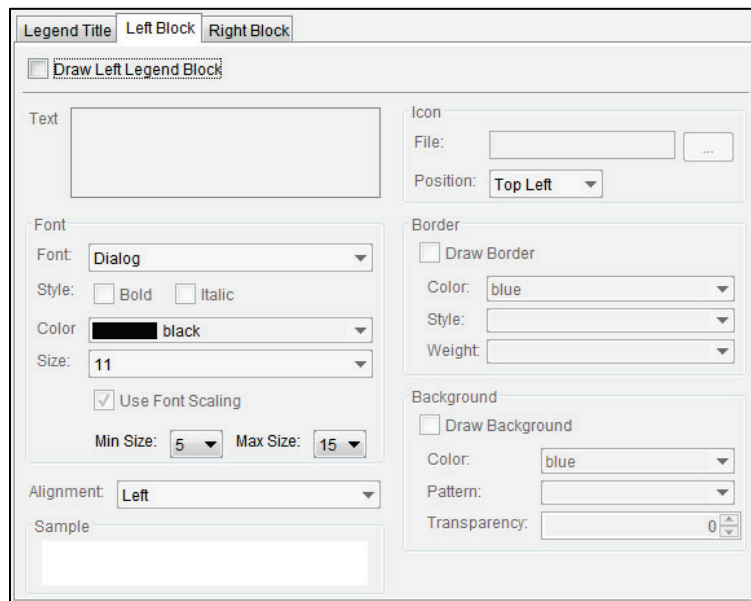 Legend Title Left Block Right Block
Draw Left Legend Block
Text
Font
Font: Dialog
Style: Bold Italic
Color black
Size: 11
Use Font Scaling
Min Size: 5 Max Size: 15
Alignment: Left
Sample
Icon
File: ...
Position: Top Left
Border
Draw Border
Color: blue
Style:
Weight:
Background
Draw Background
Color: blue
Pattern:
Transparency: 0